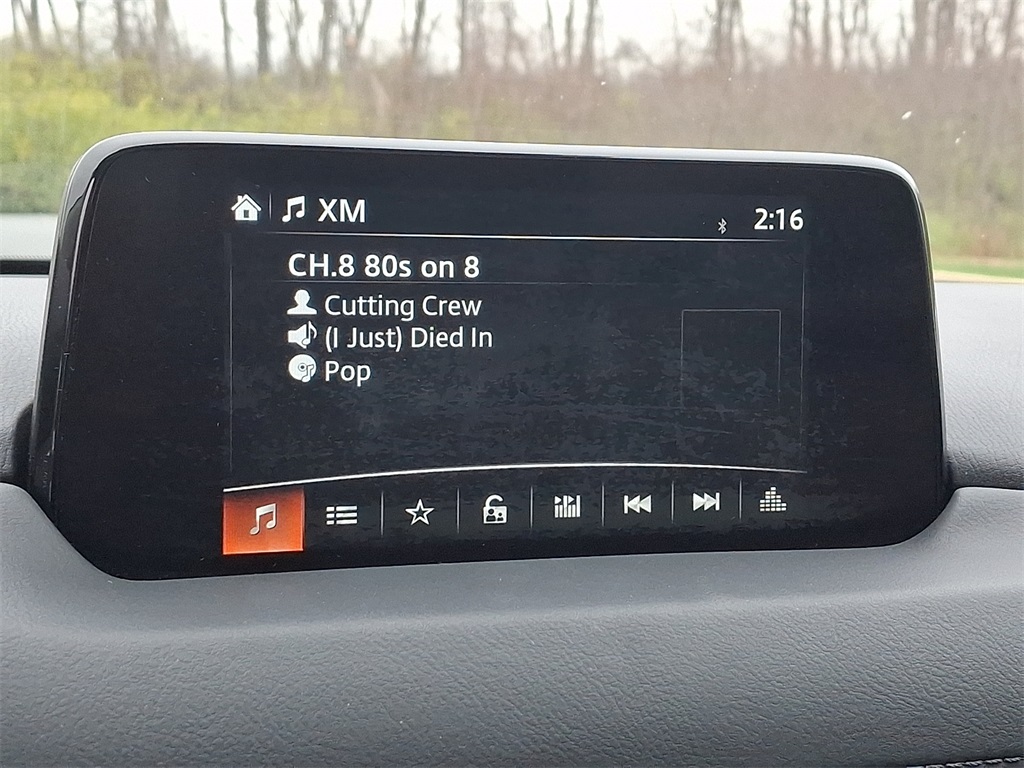 XM
2:16
CH.8 80s on 8
Cutting Crew
(I Just) Died In
Pop